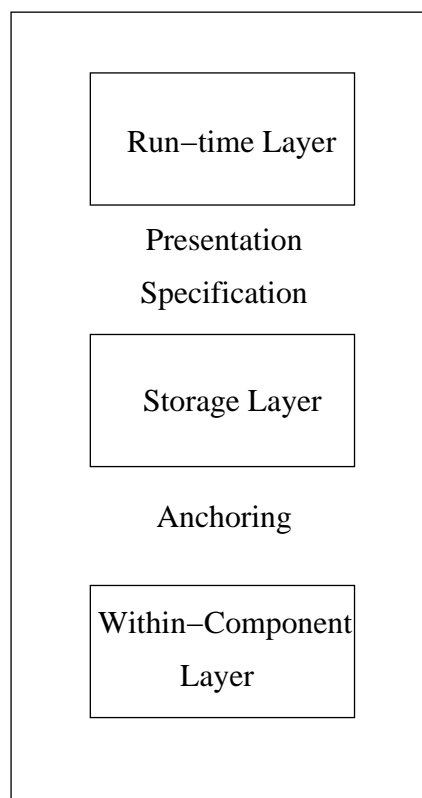 Run−time Layer
Presentation
Specification
Storage Layer
Anchoring
Within−Component
Layer